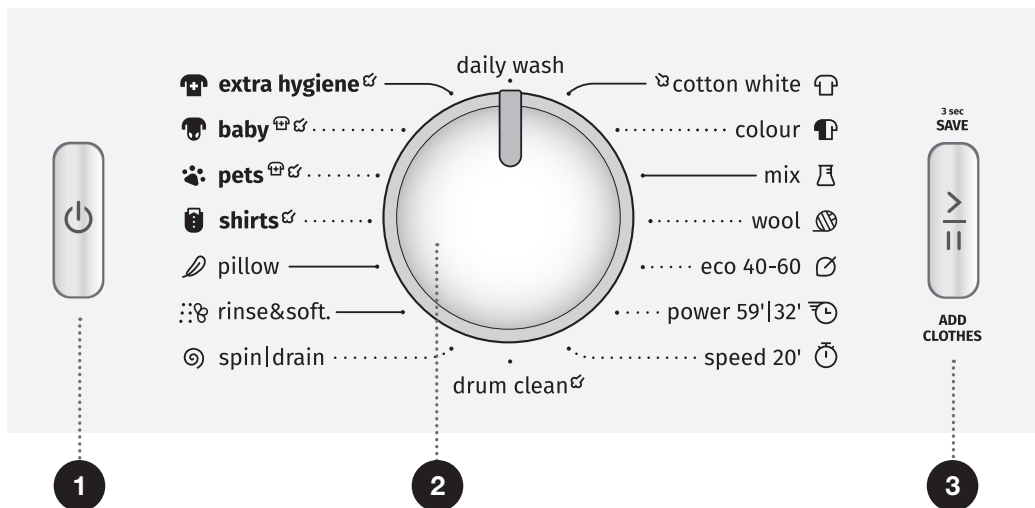 daily wash
extra hygiene
baby
pets
shirts
pillow
rinse&soft.
spin|drain
cotton white
colour
mix
wool
eco 40-60
power 59'|32'
speed 20'
drum clean
3 sec
SAVE
ADD
CLOTHES
1
2
3